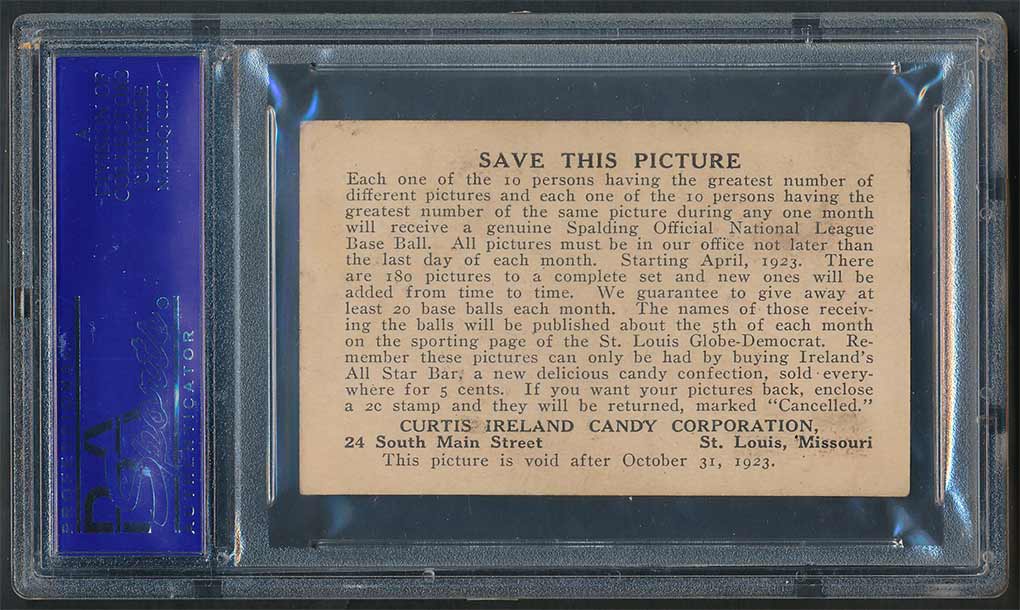 SAVE THIS PICTURE
Each one of the 10 persons having the greatest number of
different pictures and each one of the 10 persons having the
greatest number of the same picture during any one month
will receive a genuine Spalding Official National League
Base Ball. All pictures must be in our office not later than
the last day of each month. Starting April, 1923. There
are 180 pictures to a complete set and new ones will be
added from time to time. We guarantee to give away at
least 20 base balls each month. The names of those receiv-
ing the balls will be published about the 5th of each month
on the sporting page of the St. Louis Globe-Democrat. Re-
member these pictures can only be had by buying Ireland's
All Star Bar, a new delicious candy confection, sold every-
where for 5 cents. If you want your pictures back, enclose
a 2c stamp and they will be returned, marked "Cancelled."
CURTIS IRELAND CANDY CORPORATION,
24 South Main Street St. Louis, Missouri
This picture is void after October 31, 1923.
A
DIVISION OF
COLLECTORS
UNIVERSE
NASDAQ: CLCT
PSA
AUTHENTICATOR